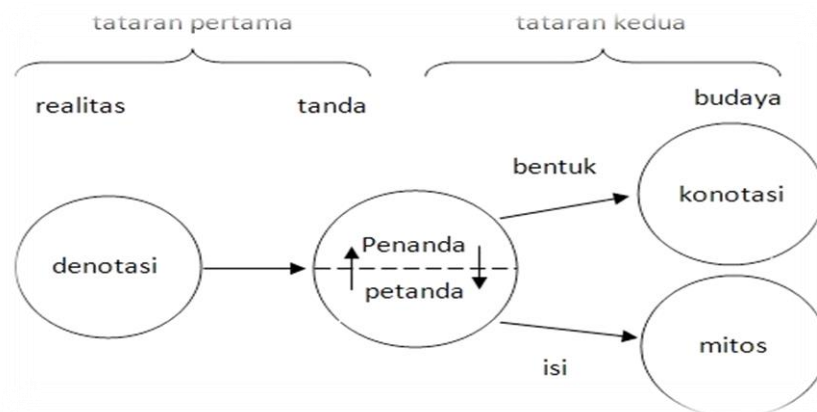 tataran pertama
tataran kedua
realitas
tanda
budaya
bentuk
konotasi
denotasi
Penanda
petanda
isi
mitos